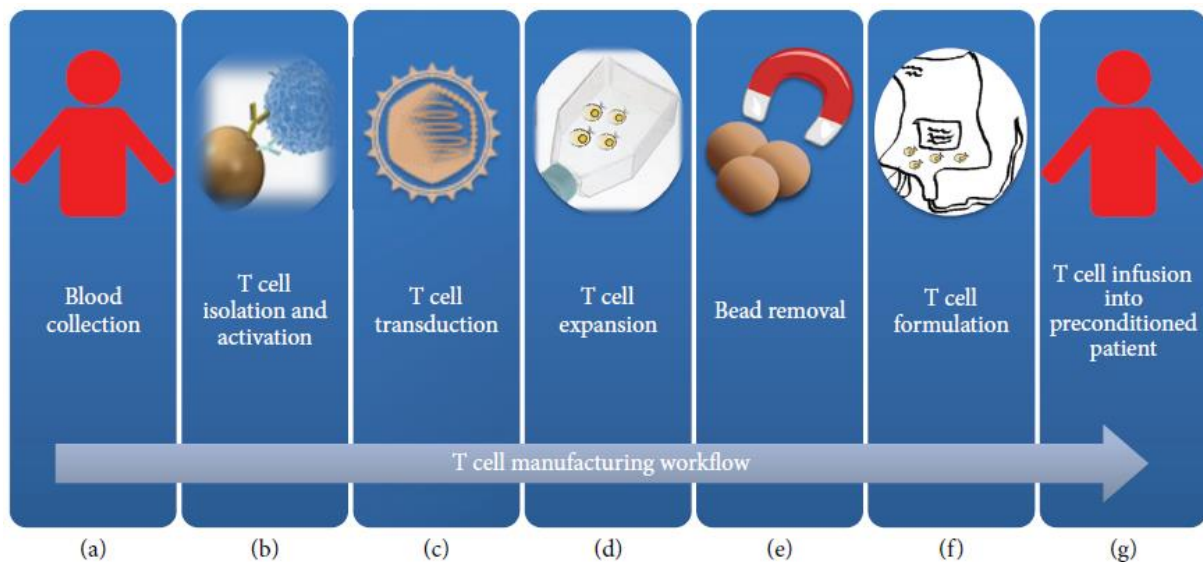 Blood
collection
T cell
isolation and
activation
T cell
transduction
T cell
expansion
Bead removal
T cell
formulation
T cell infusion
into
preconditioned
patient
T cell manufacturing workflow
(a)
(b)
(c)
(d)
(e)
(f)
(g)